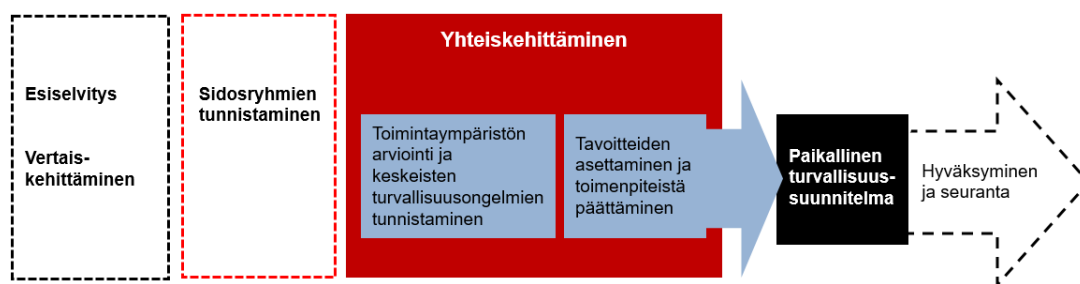 Esiselvitys
Vertais-
kehittäminen
Sidosryhmien
tunnistaminen
Yhteiskehittäminen
Toimintaympäristön
arviointi ja
keskeisten
turvallisuusongelmien
tunnistaminen
Tavoitteiden
asettaminen ja
toimenpiteistä
päättäminen
Paikallinen
turvallisuus-
suunnitelma
Hyväksyminen
ja seuranta